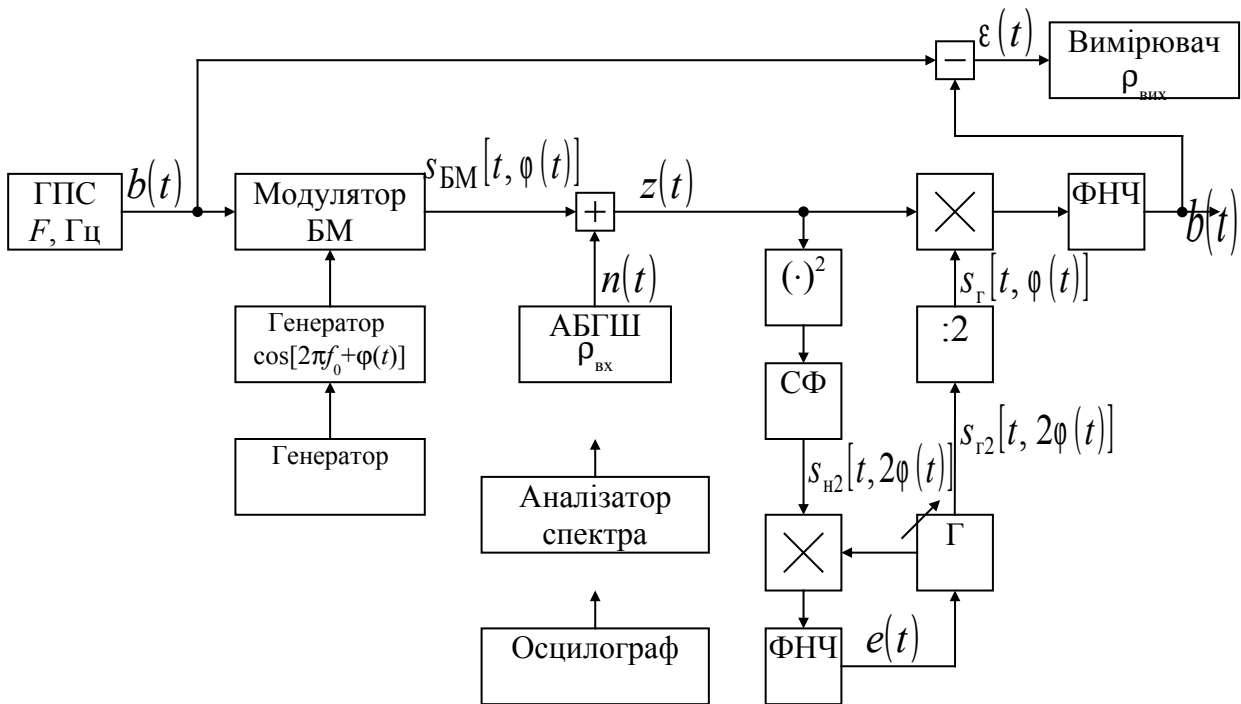 ε(t)
Вимірювач
ρвих
−
b(t)
sБМ[t, φ(t)]
ГПС
F, Гц
Модулятор
БМ
+
z(t)
×
ФНЧ
b(t)
n(t)
(·)²
sг[t, φ(t)]
Генератор
cos[2πf0+φ(t)]
АБГШ
ρвх
:2
СФ
Генератор
sн2[t, 2φ(t)]
sг2[t, 2φ(t)]
Аналізатор
спектра
×
Г
Осцилограф
ФНЧ
e(t)